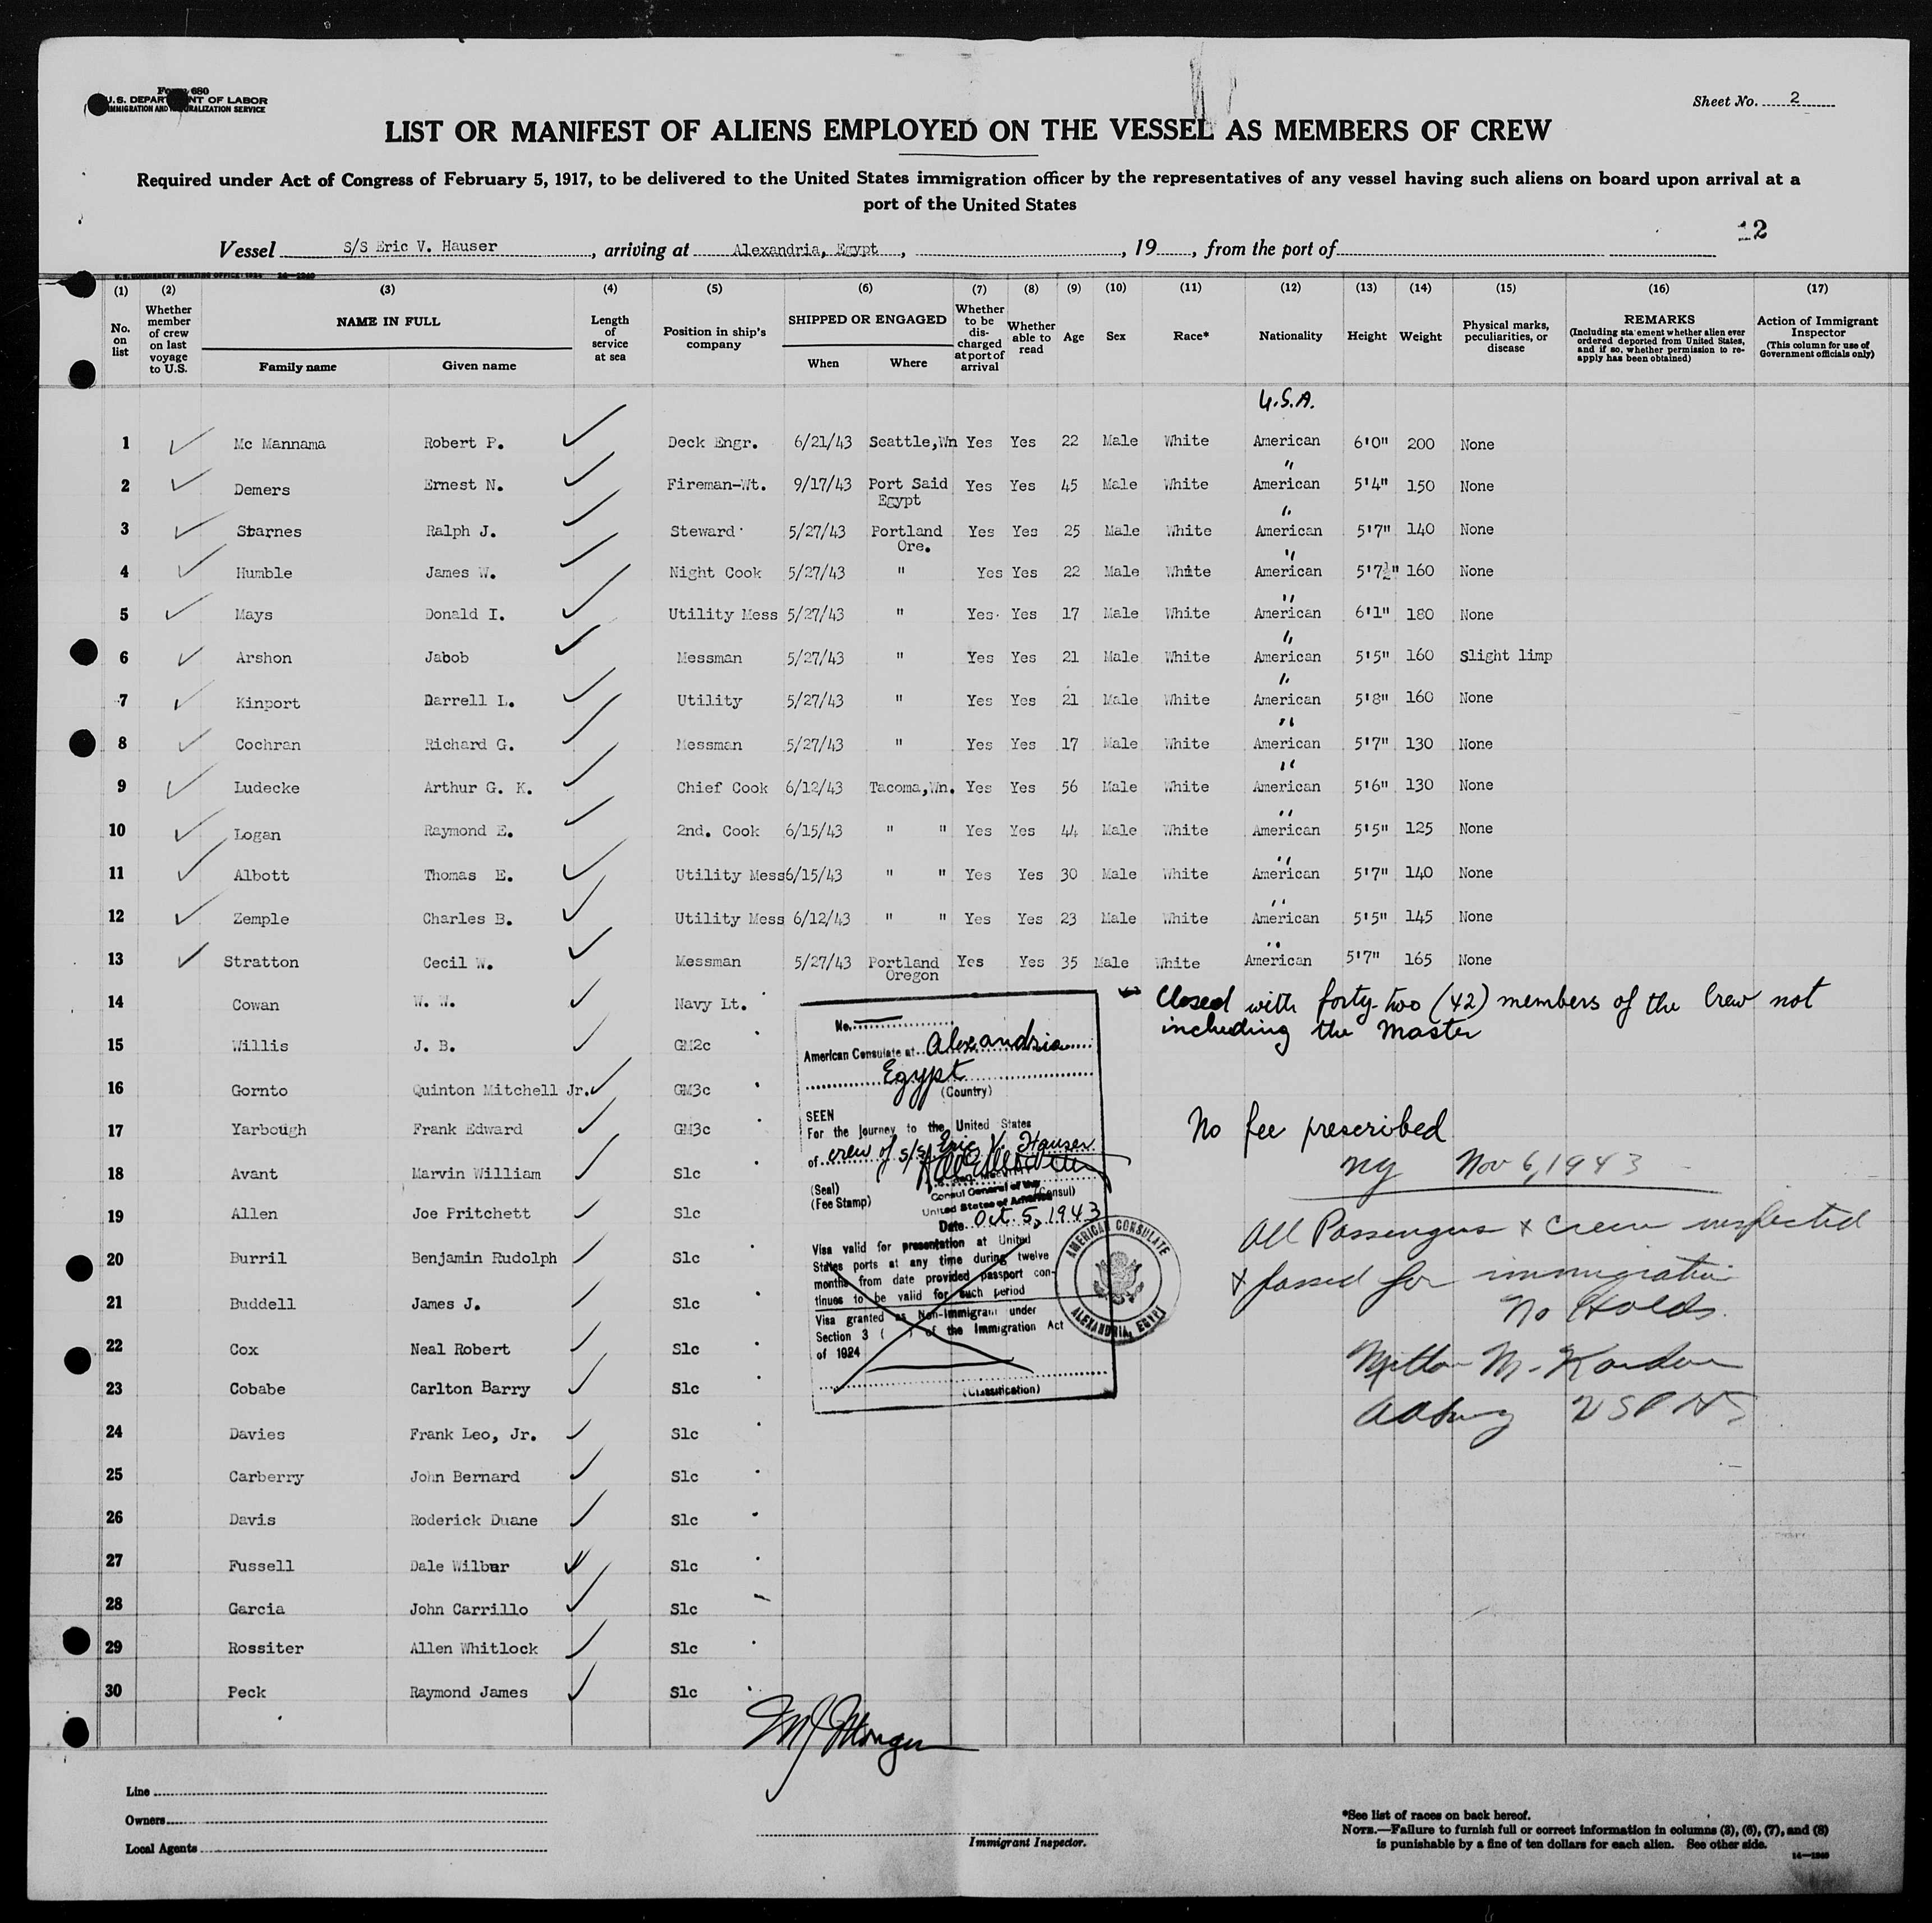 Form 680
U.S. DEPARTMENT OF LABOR
IMMIGRATION AND NATURALIZATION SERVICE
Sheet No. 2
LIST OR MANIFEST OF ALIENS EMPLOYED ON THE VESSEL AS MEMBERS OF CREW
Required under Act of Congress of February 5, 1917, to be delivered to the United States immigration officer by the representatives of any vessel having such aliens on board upon arrival at a
port of the United States
12
Vessel S/S Eric V. Hauser, arriving at Alexandria, Egypt, , 19 , from the port of
U.S. GOVERNMENT PRINTING OFFICE: 1934 14—1240
(1) (2) (3) (4) (5) (6) (7) (8) (9) (10) (11) (12) (13) (14) (15) (16) (17)
No. on list
Whether member of crew on last voyage to U.S.
NAME IN FULL
Family name Given name
Length of service at sea
Position in ship's company
SHIPPED OR ENGAGED
When Where
Whether to be discharged at port of arrival
Whether able to read
Age
Sex
Race*
Nationality
Height
Weight
Physical marks, peculiarities, or disease
REMARKS
(Including statement whether alien ever ordered deported from United States, and if so, whether permission to reapply has been obtained)
Action of Immigrant Inspector
(This column for use of Government officials only)
U.S.A.
1 Mc Mannama Robert P. Deck Engr. 6/21/43 Seattle,Wn Yes Yes 22 Male White American 6'0" 200 None
2 Demers Ernest N. Fireman-Wt. 9/17/43 Port Said Egypt Yes Yes 45 Male White " American 5'4" 150 None
3 Starnes Ralph J. Steward 5/27/43 Portland Ore. Yes Yes 25 Male White " American 5'7" 140 None
4 Humble James W. Night Cook 5/27/43 " Yes Yes 22 Male White " American 5'7½" 160 None
5 Mays Donald I. Utility Mess 5/27/43 " Yes Yes 17 Male White " American 6'1" 180 None
6 Arshon Jabob Messman 5/27/43 " Yes Yes 21 Male White " American 5'5" 160 Slight limp
7 Kinport Darrell L. Utility 5/27/43 " Yes Yes 21 Male White " American 5'8" 160 None
8 Cochran Richard G. Messman 5/27/43 " Yes Yes 17 Male White " American 5'7" 130 None
9 Ludecke Arthur G. K. Chief Cook 6/12/43 Tacoma,Wn. Yes Yes 56 Male White " American 5'6" 130 None
10 Logan Raymond E. 2nd. Cook 6/15/43 " " Yes Yes 44 Male White " American 5'5" 125 None
11 Albott Thomas E. Utility Mess 6/15/43 " " Yes Yes 30 Male White " American 5'7" 140 None
12 Zemple Charles B. Utility Mess 6/12/43 " " Yes Yes 23 Male White " American 5'5" 145 None
13 Stratton Cecil W. Messman 5/27/43 Portland Oregon Yes Yes 35 Male White " American 5'7" 165 None
14 Cowan W. W. Navy Lt.
15 Willis J. B. GM2c
16 Gornto Quinton Mitchell Jr. GM3c
17 Yarbough Frank Edward GM3c
18 Avant Marvin William S1c
19 Allen Joe Pritchett S1c
20 Burril Benjamin Rudolph S1c
21 Buddell James J. S1c
22 Cox Neal Robert S1c
23 Cobabe Carlton Barry S1c
24 Davies Frank Leo, Jr. S1c
25 Carberry John Bernard S1c
26 Davis Roderick Duane S1c
27 Fussell Dale Wilbur S1c
28 Garcia John Carrillo S1c
29 Rossiter Allen Whitlock S1c
30 Peck Raymond James S1c
Closed with forty-two (42) members of the Crew not
including the Master
No fee prescribed
NY Nov 6, 1943
All Passengers & crew inspected
& passed for immigration
No Holds.
Milton M.
USPHS
No.
American Consulate at Alexandria
Egypt
(Country)
SEEN
For the journey to the United States
of crew of s/s Eric V. Hauser
(Seal)
(Fee Stamp)
Consul General of the
United States of America
(Consul)
Date Oct. 5, 1943
Visa valid for presentation at United
States ports at any time during twelve
months from date provided passport con-
tinues to be valid for such period
Visa granted as Non-Immigrant under
Section 3 ( ) of the Immigration Act
of 1924
(Classification)
AMERICAN CONSULATE
ALEXANDRIA, EGYPT
Line
Owners
Local Agents
Immigrant Inspector.
*See list of races on back hereof.
NOTE.—Failure to furnish full or correct information in columns (3), (6), (7), and (8)
is punishable by a fine of ten dollars for each alien. See other side.
14—1240